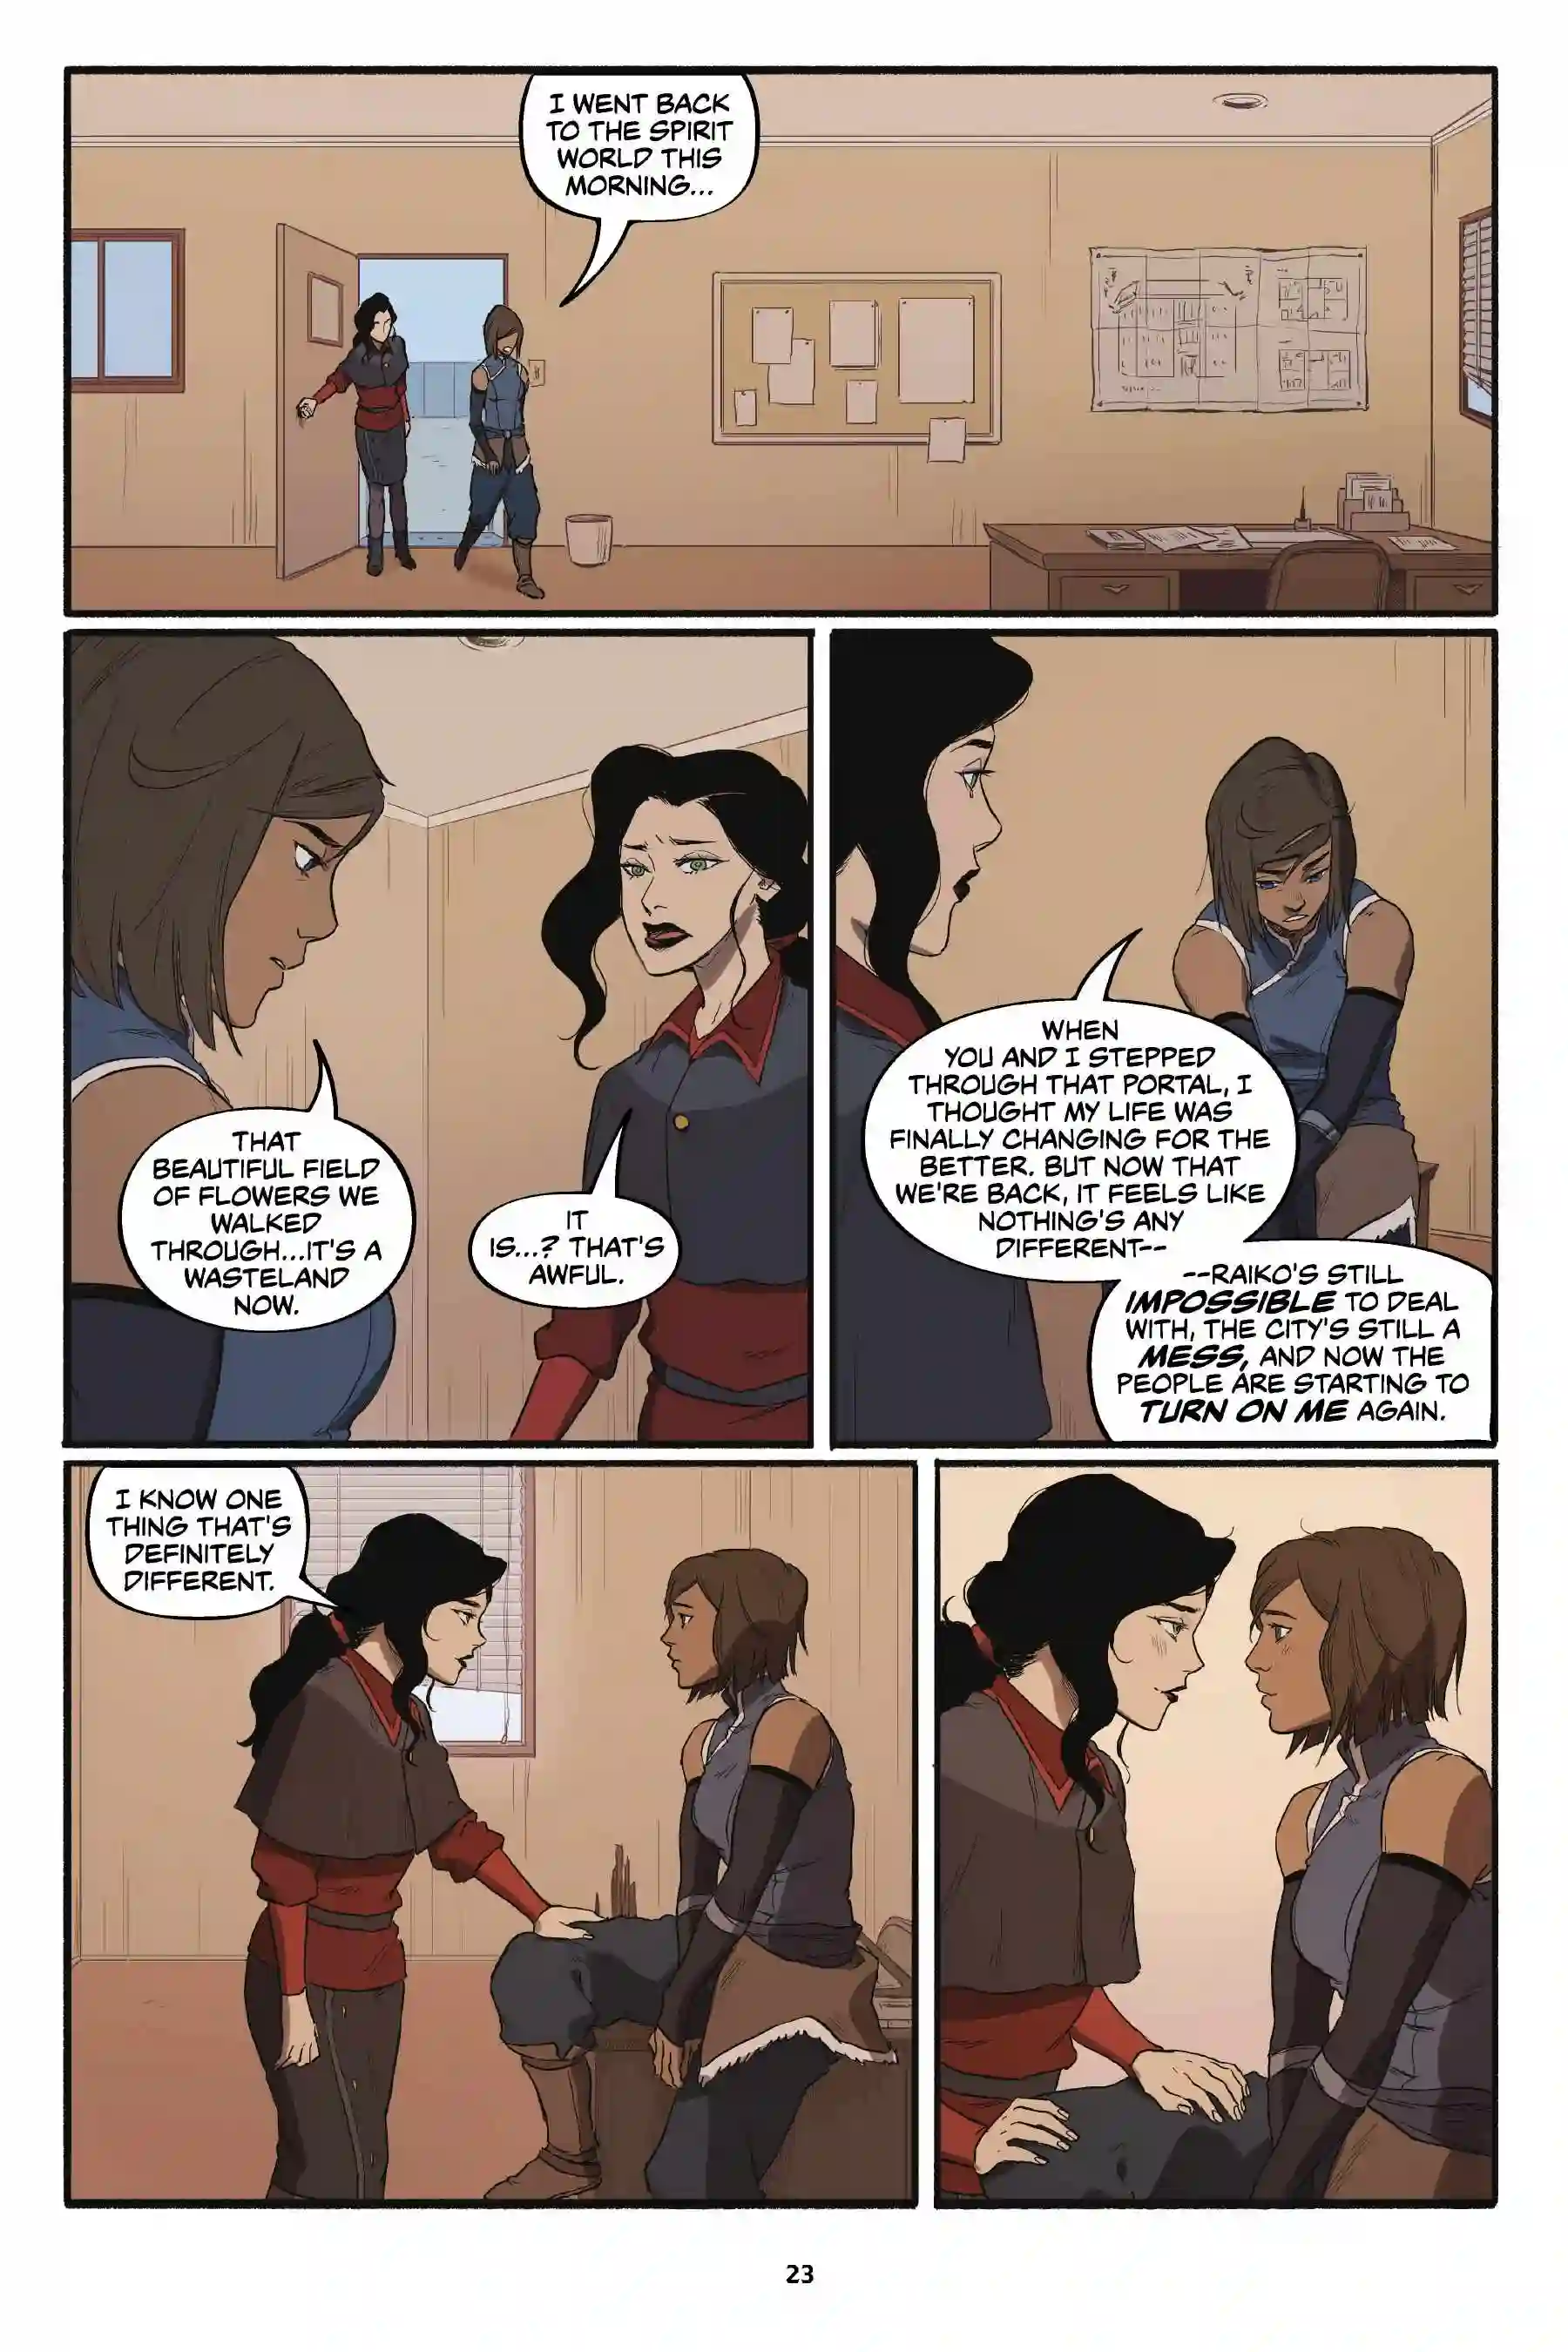 I WENT BACK
TO THE SPIRIT
WORLD THIS
MORNING...
THAT
BEAUTIFUL FIELD
OF FLOWERS WE
WALKED
THROUGH...IT'S A
WASTELAND
NOW.
IT
IS...? THAT'S
AWFUL.
WHEN
YOU AND I STEPPED
THROUGH THAT PORTAL, I
THOUGHT MY LIFE WAS
FINALLY CHANGING FOR THE
BETTER. BUT NOW THAT
WE'RE BACK, IT FEELS LIKE
NOTHING'S ANY
DIFFERENT--
--RAIKO'S STILL
IMPOSSIBLE TO DEAL
WITH, THE CITY'S STILL A
MESS, AND NOW THE
PEOPLE ARE STARTING TO
TURN ON ME AGAIN.
I KNOW ONE
THING THAT'S
DEFINITELY
DIFFERENT.
23